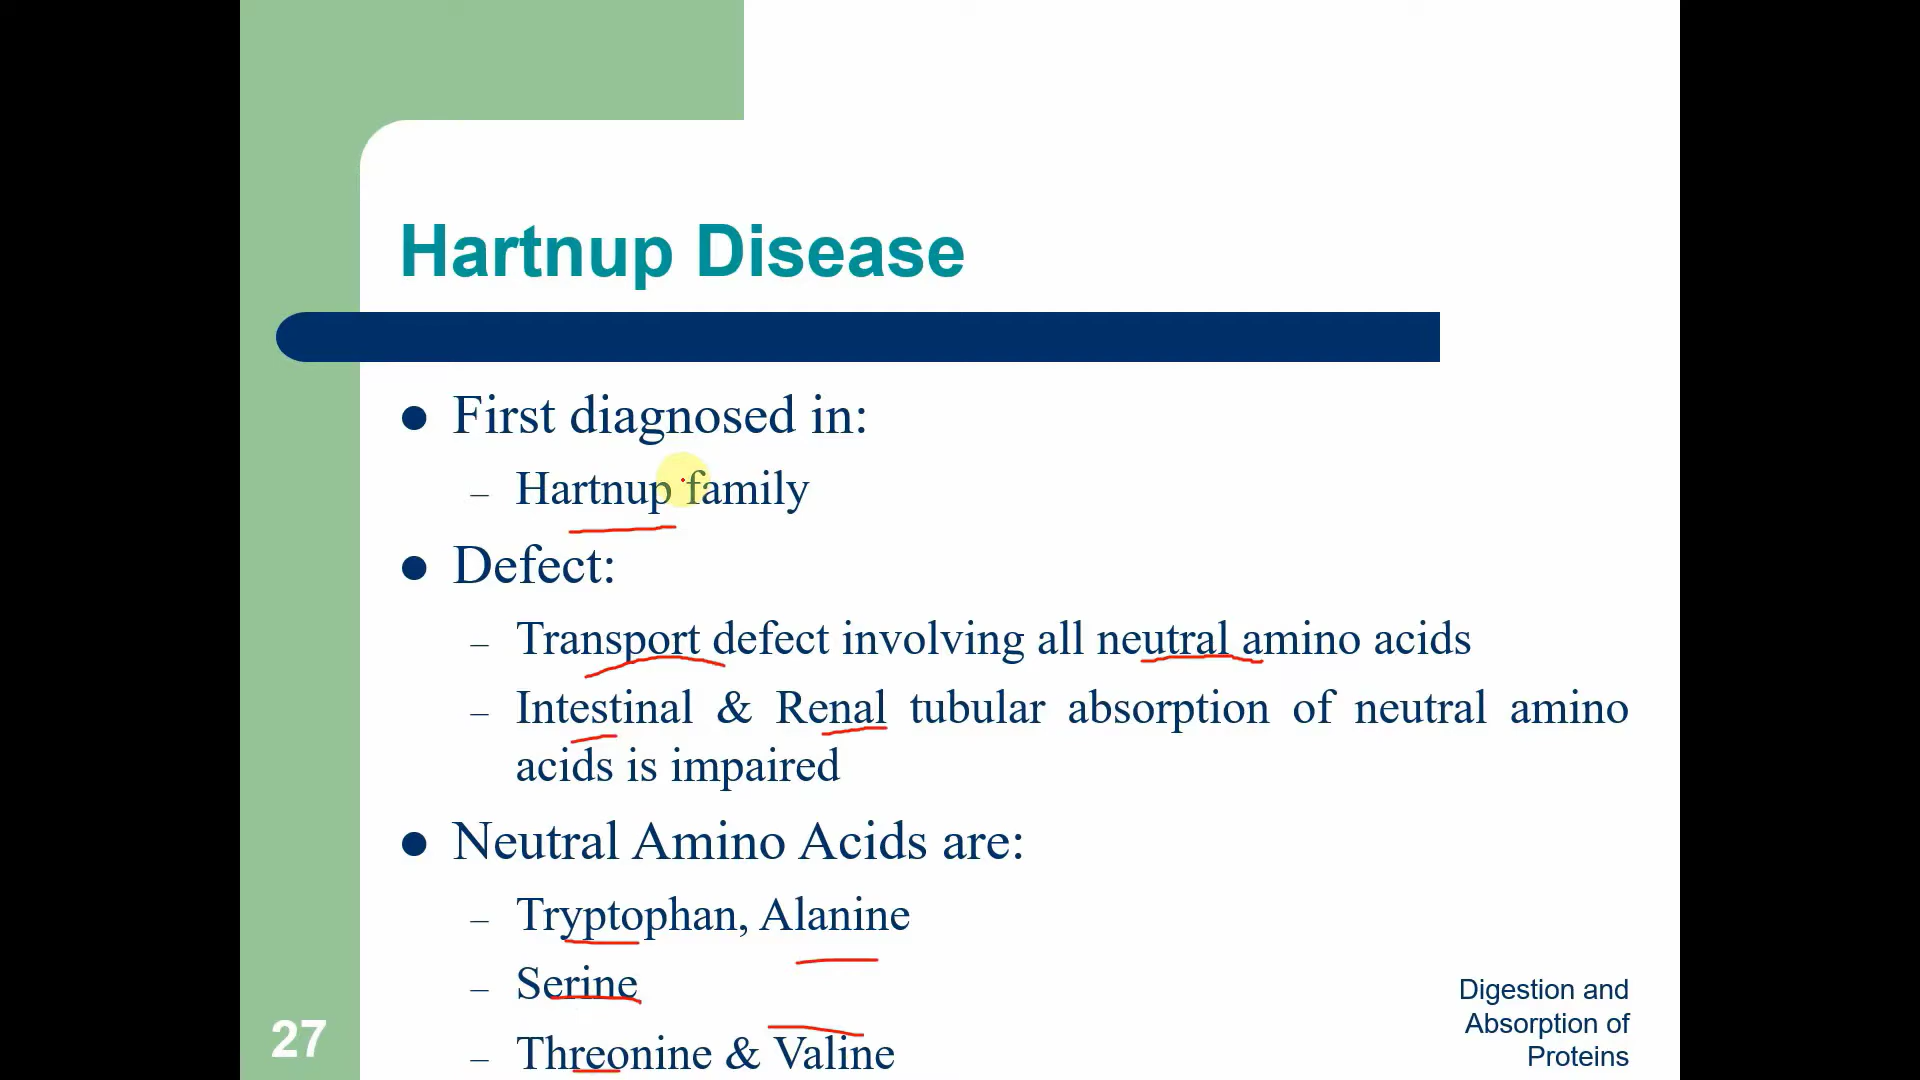 Hartnup Disease
First diagnosed in:
– Hartnup family
Defect:
– Transport defect involving all neutral amino acids
– Intestinal & Renal tubular absorption of neutral amino
acids is impaired
Neutral Amino Acids are:
– Tryptophan, Alanine
– Serine
– Threonine & Valine
27
Digestion and
Absorption of
Proteins